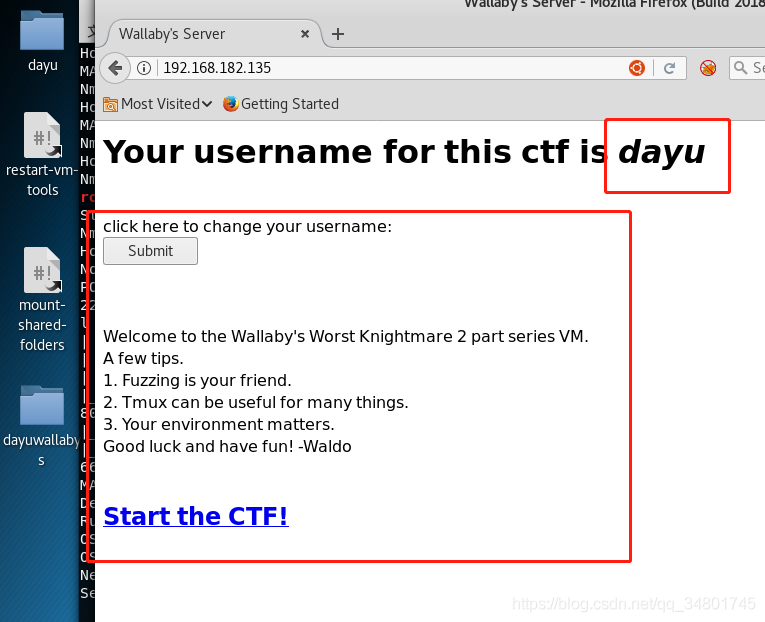 Wallaby's Server - Mozilla Firefox (Build 2018
dayu
Wallaby's Server
192.168.182.135
Most Visited
Getting Started
restart-vm-
tools
Your username for this ctf is dayu
click here to change your username:
Submit
mount-
shared-
folders
Welcome to the Wallaby's Worst Knightmare 2 part series VM.
A few tips.
1. Fuzzing is your friend.
2. Tmux can be useful for many things.
3. Your environment matters.
Good luck and have fun! -Waldo
dayuwallaby
s
Start the CTF!
https://blog.csdn.net/qq_34801745